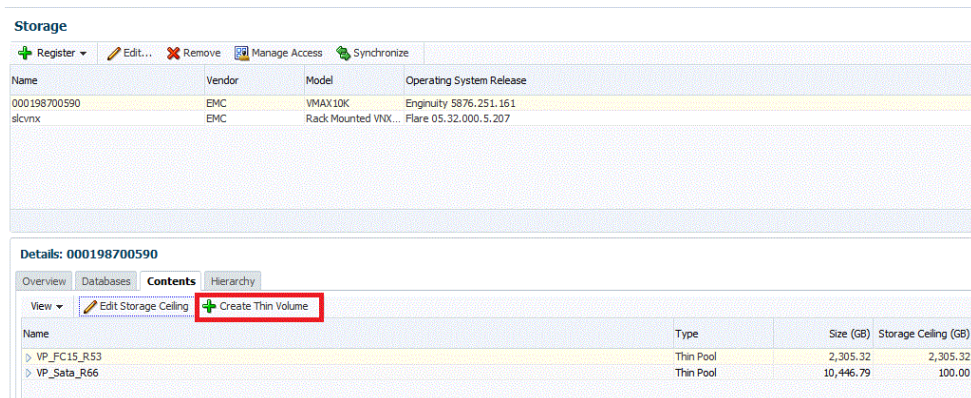 Storage
Register Edit... Remove Manage Access Synchronize
Name Vendor Model Operating System Release
000198700590 EMC VMAX10K Enginuity 5876.251.161
slcvnx EMC Rack Mounted VNX... Flare 05.32.000.5.207
Details: 000198700590
Overview Databases Contents Hierarchy
View Edit Storage Ceiling Create Thin Volume
Name Type Size (GB) Storage Ceiling (GB)
VP_FC15_R53 Thin Pool 2,305.32 2,305.32
VP_Sata_R66 Thin Pool 10,446.79 100.00